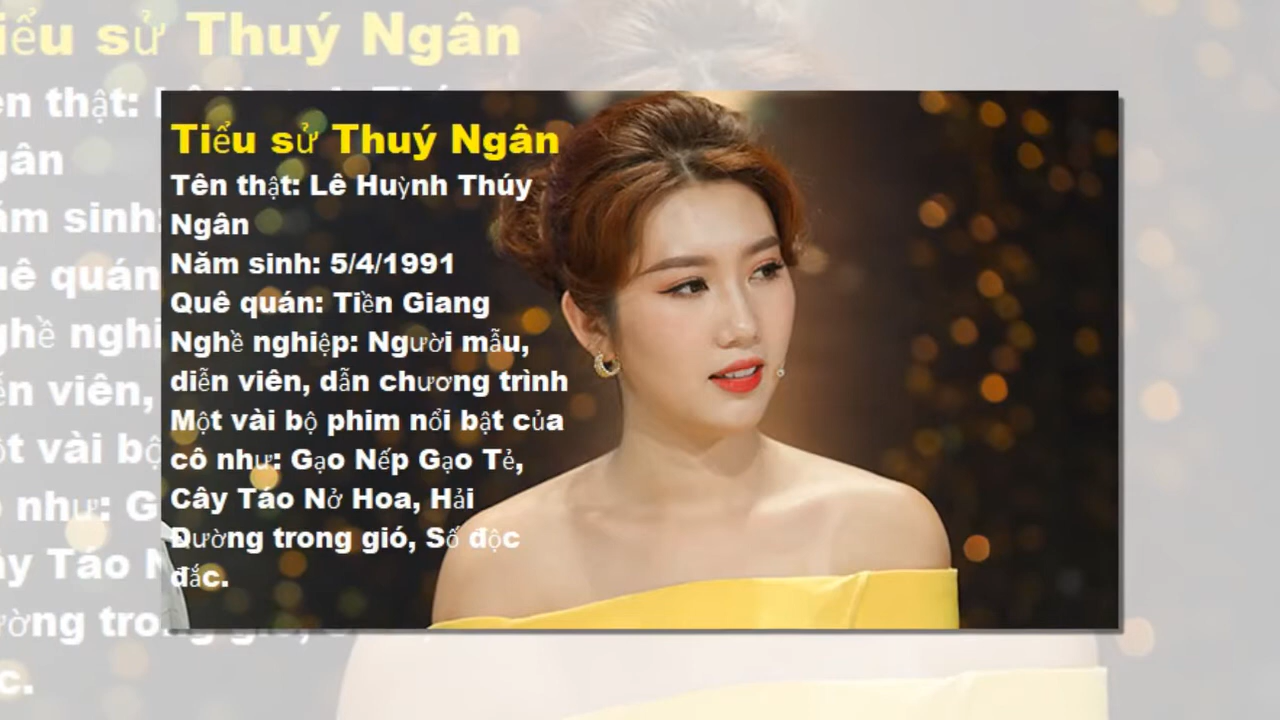 Tiểu sử Thuý Ngân
Tên thật: Lê Huỳnh Thúy
Ngân
Năm sinh: 5/4/1991
Quê quán: Tiền Giang
Nghề nghiệp: Người mẫu,
diễn viên, dẫn chương trình
Một vài bộ phim nổi bật của
cô như: Gạo Nếp Gạo Tẻ,
Cây Táo Nở Hoa, Hải
Đường trong gió, Số độc
đắc.